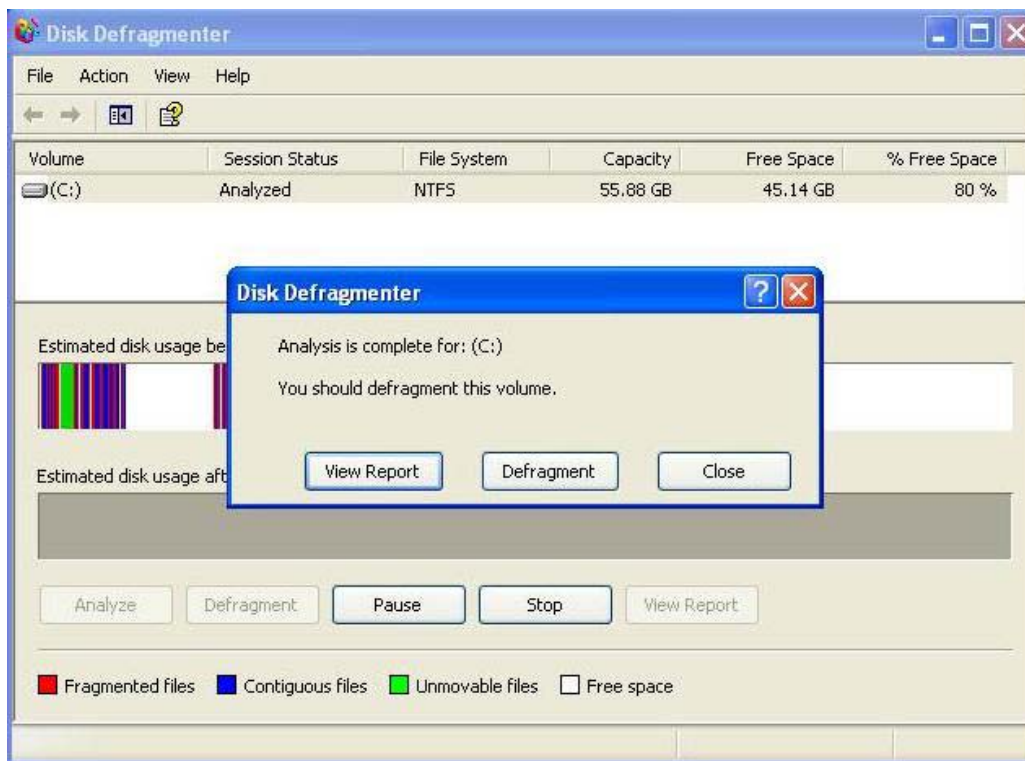 Disk Defragmenter
File Action View Help
Volume Session Status File System Capacity Free Space % Free Space
(C:) Analyzed NTFS 55.88 GB 45.14 GB 80 %
Disk Defragmenter
Analysis is complete for: (C:)
You should defragment this volume.
View Report Defragment Close
Estimated disk usage be
Estimated disk usage aft
Analyze Defragment Pause Stop View Report
Fragmented files Contiguous files Unmovable files Free space